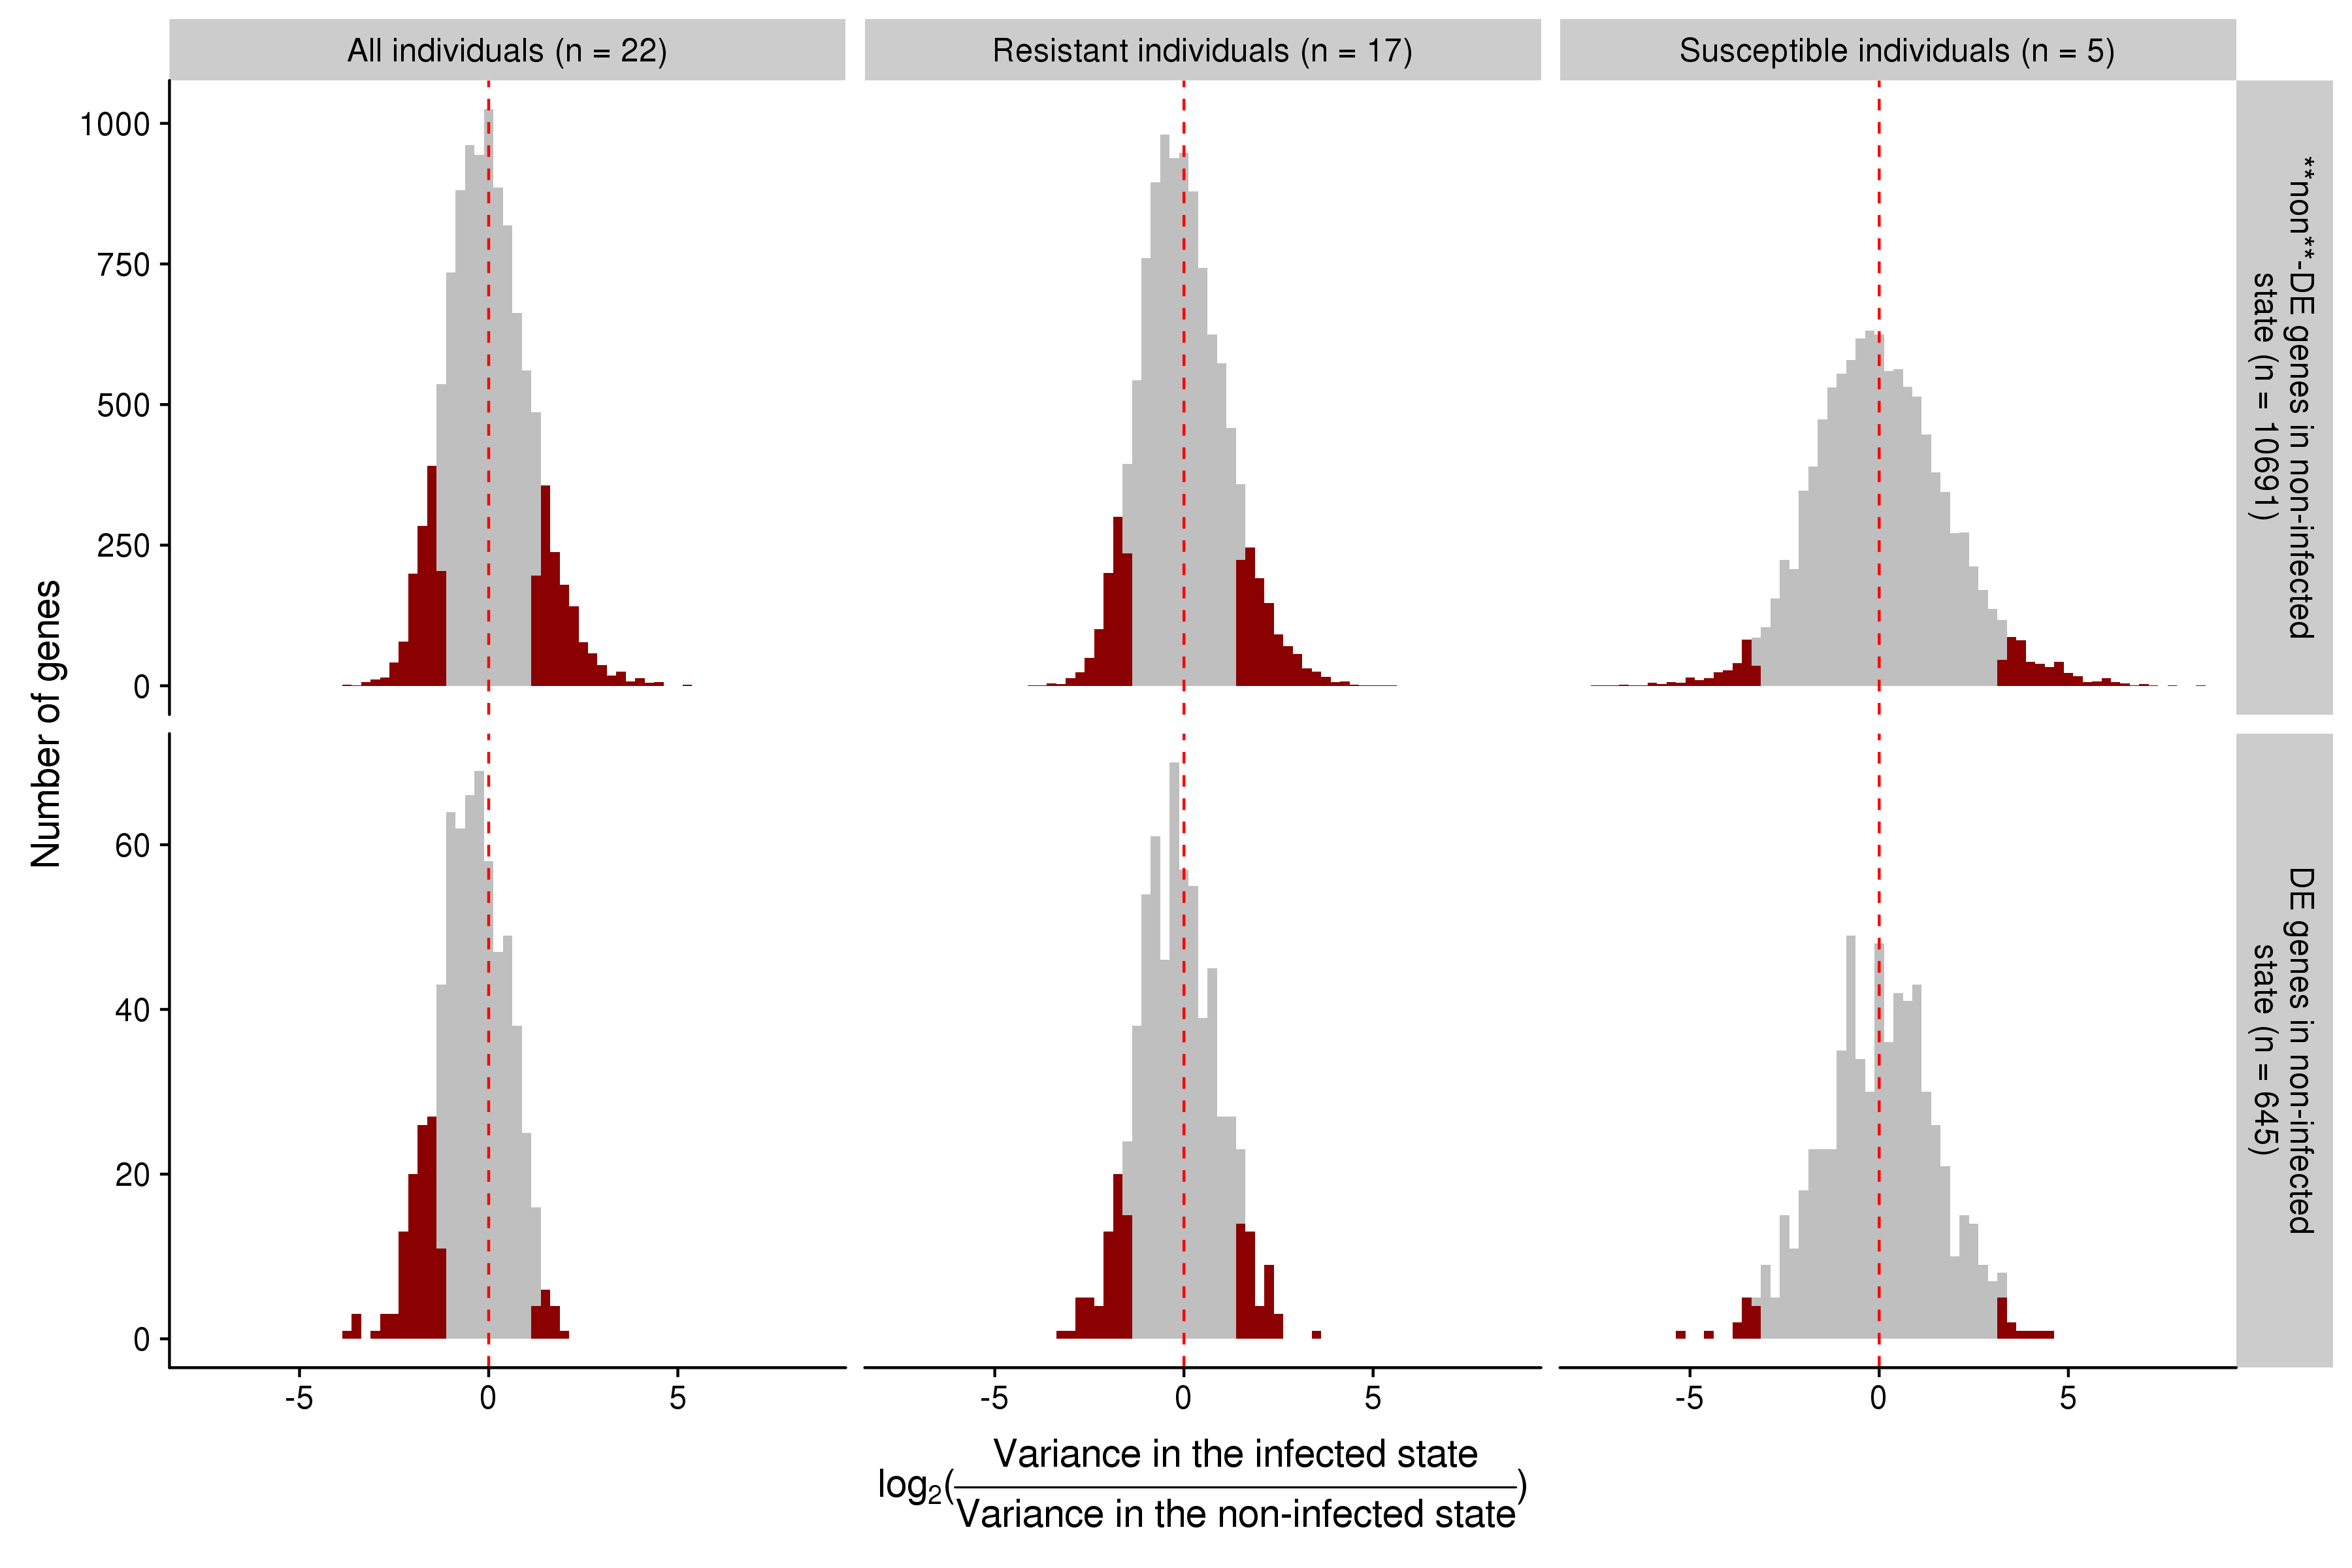 All individuals (n = 22)
Resistant individuals (n = 17)
Susceptible individuals (n = 5)
Number of genes
1000
750
500
250
0
**non**-DE genes in non-infected
state (n = 10691)
60
40
20
0
DE genes in non-infected
state (n = 645)
-5 0 5
-5 0 5
-5 0 5
Variance in the infected state
log2( )
Variance in the non-infected state